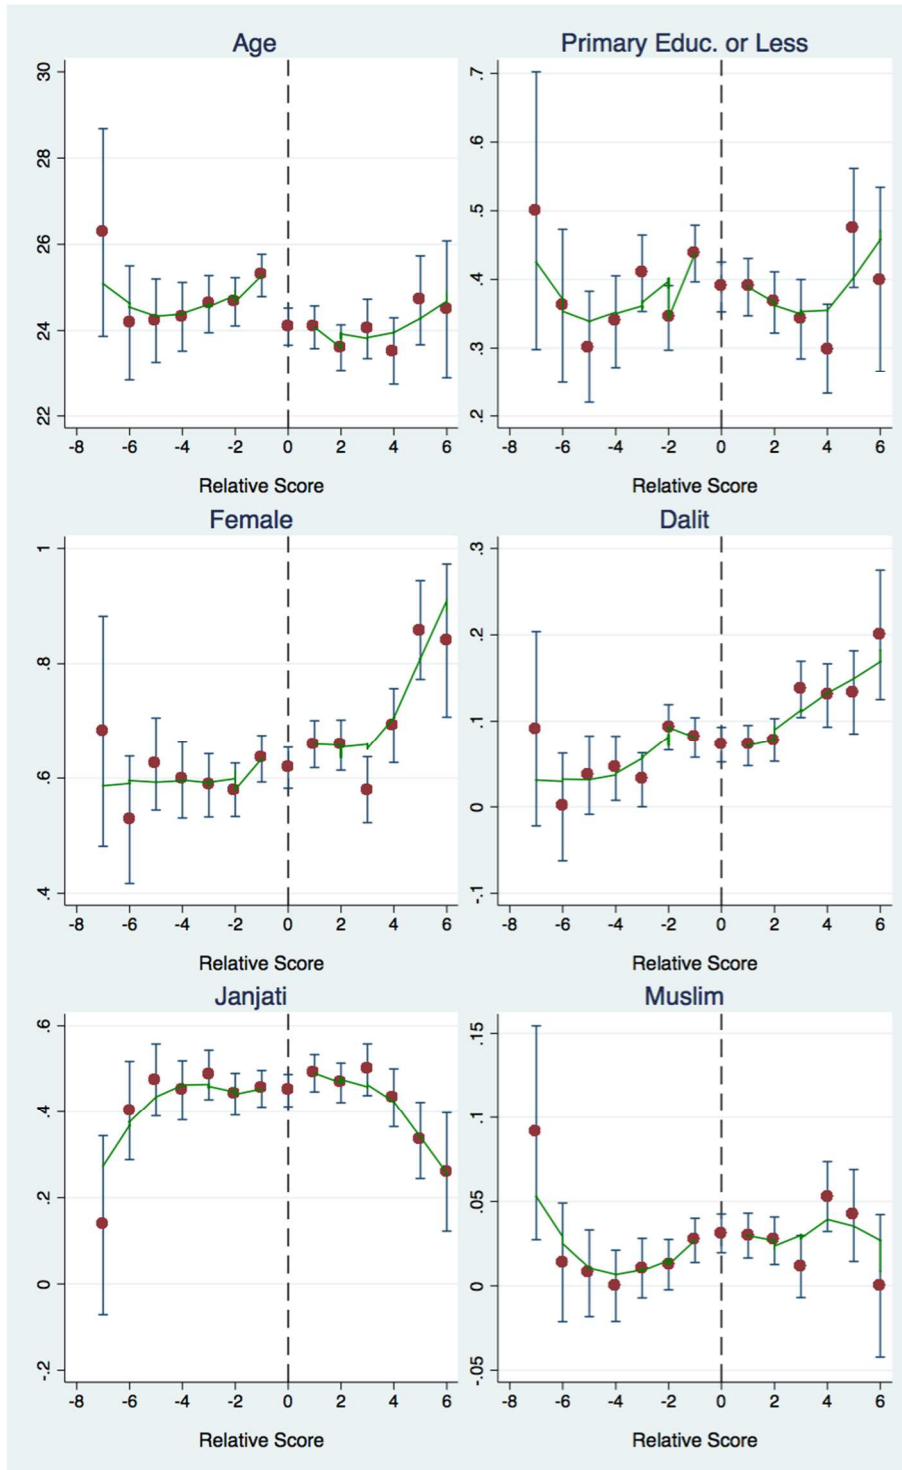 Age
Primary Educ. or Less
30
28
26
24
22
-8 -6 -4 -2 0 2 4 6
Relative Score
.7
.6
.5
.4
.3
.2
-8 -6 -4 -2 0 2 4 6
Relative Score
Female
Dalit
1
.8
.6
.4
-8 -6 -4 -2 0 2 4 6
Relative Score
.3
.2
.1
0
-.1
-8 -6 -4 -2 0 2 4 6
Relative Score
Janjati
Muslim
.6
.4
.2
0
-.2
-8 -6 -4 -2 0 2 4 6
Relative Score
.15
.1
.05
0
-.05
-8 -6 -4 -2 0 2 4 6
Relative Score